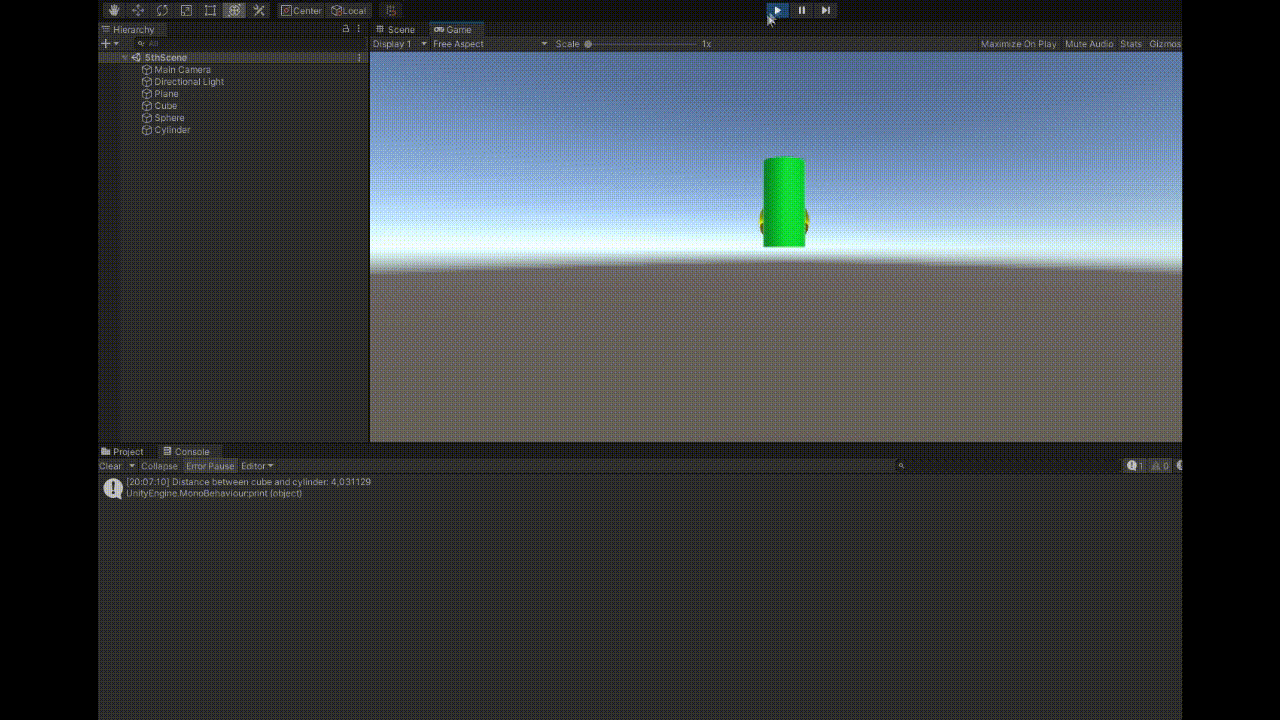 Center Local
Hierarchy
Scene Game
All
Display 1 Free Aspect Scale 1x Maximize On Play Mute Audio Stats Gizmos
SthScene
Main Camera
Directional Light
Plane
Cube
Sphere
Cylinder
Project Console
Clear Collapse Error Pause Editor 1 0
[20:07:10] Distance between cube and cylinder: 4,031129
UnityEngine.MonoBehaviour:print (object)